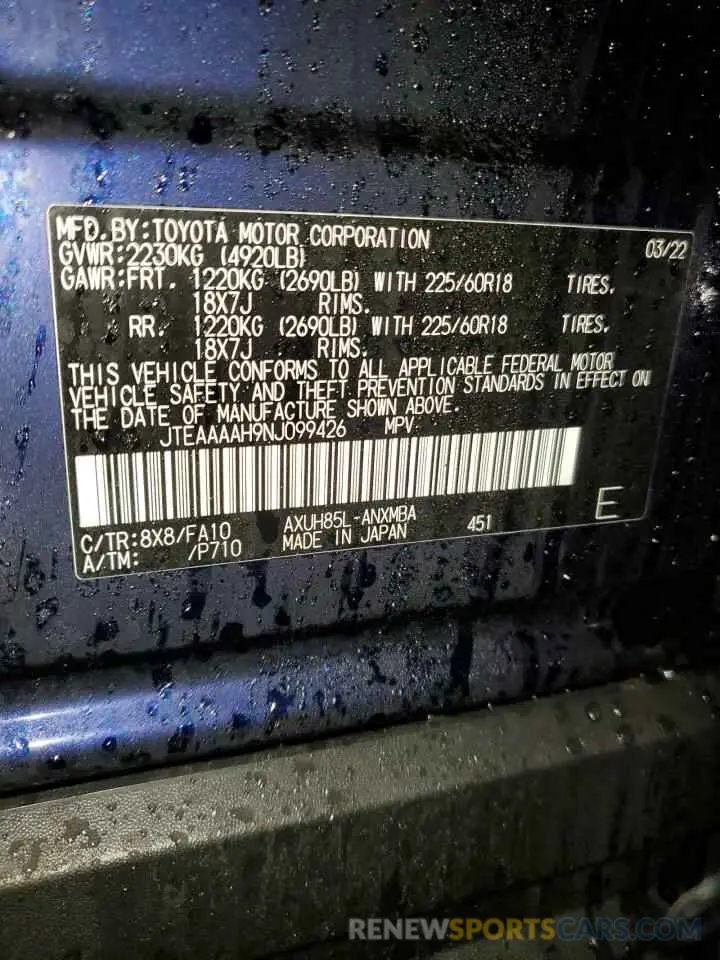 MFD. BY: TOYOTA MOTOR CORPORATION 03/22
GVWR: 2230KG (4920LB)
GAWR: FRT. 1220KG (2690LB) WITH 225/60R18 TIRES.
18X7J RIMS.
RR. 1220KG (2690LB) WITH 225/60R18 TIRES.
18X7J RIMS.
THIS VEHICLE CONFORMS TO ALL APPLICABLE FEDERAL MOTOR
VEHICLE SAFETY AND THEFT PREVENTION STANDARDS IN EFFECT ON
THE DATE OF MANUFACTURE SHOWN ABOVE.
JTEAAAAH9NJ099426 MPV
C/TR: 8X8/FA10 AXUH85L-ANXMBA 451 E
A/TM: /P710 MADE IN JAPAN
RENEWSPORTSCARS.COM